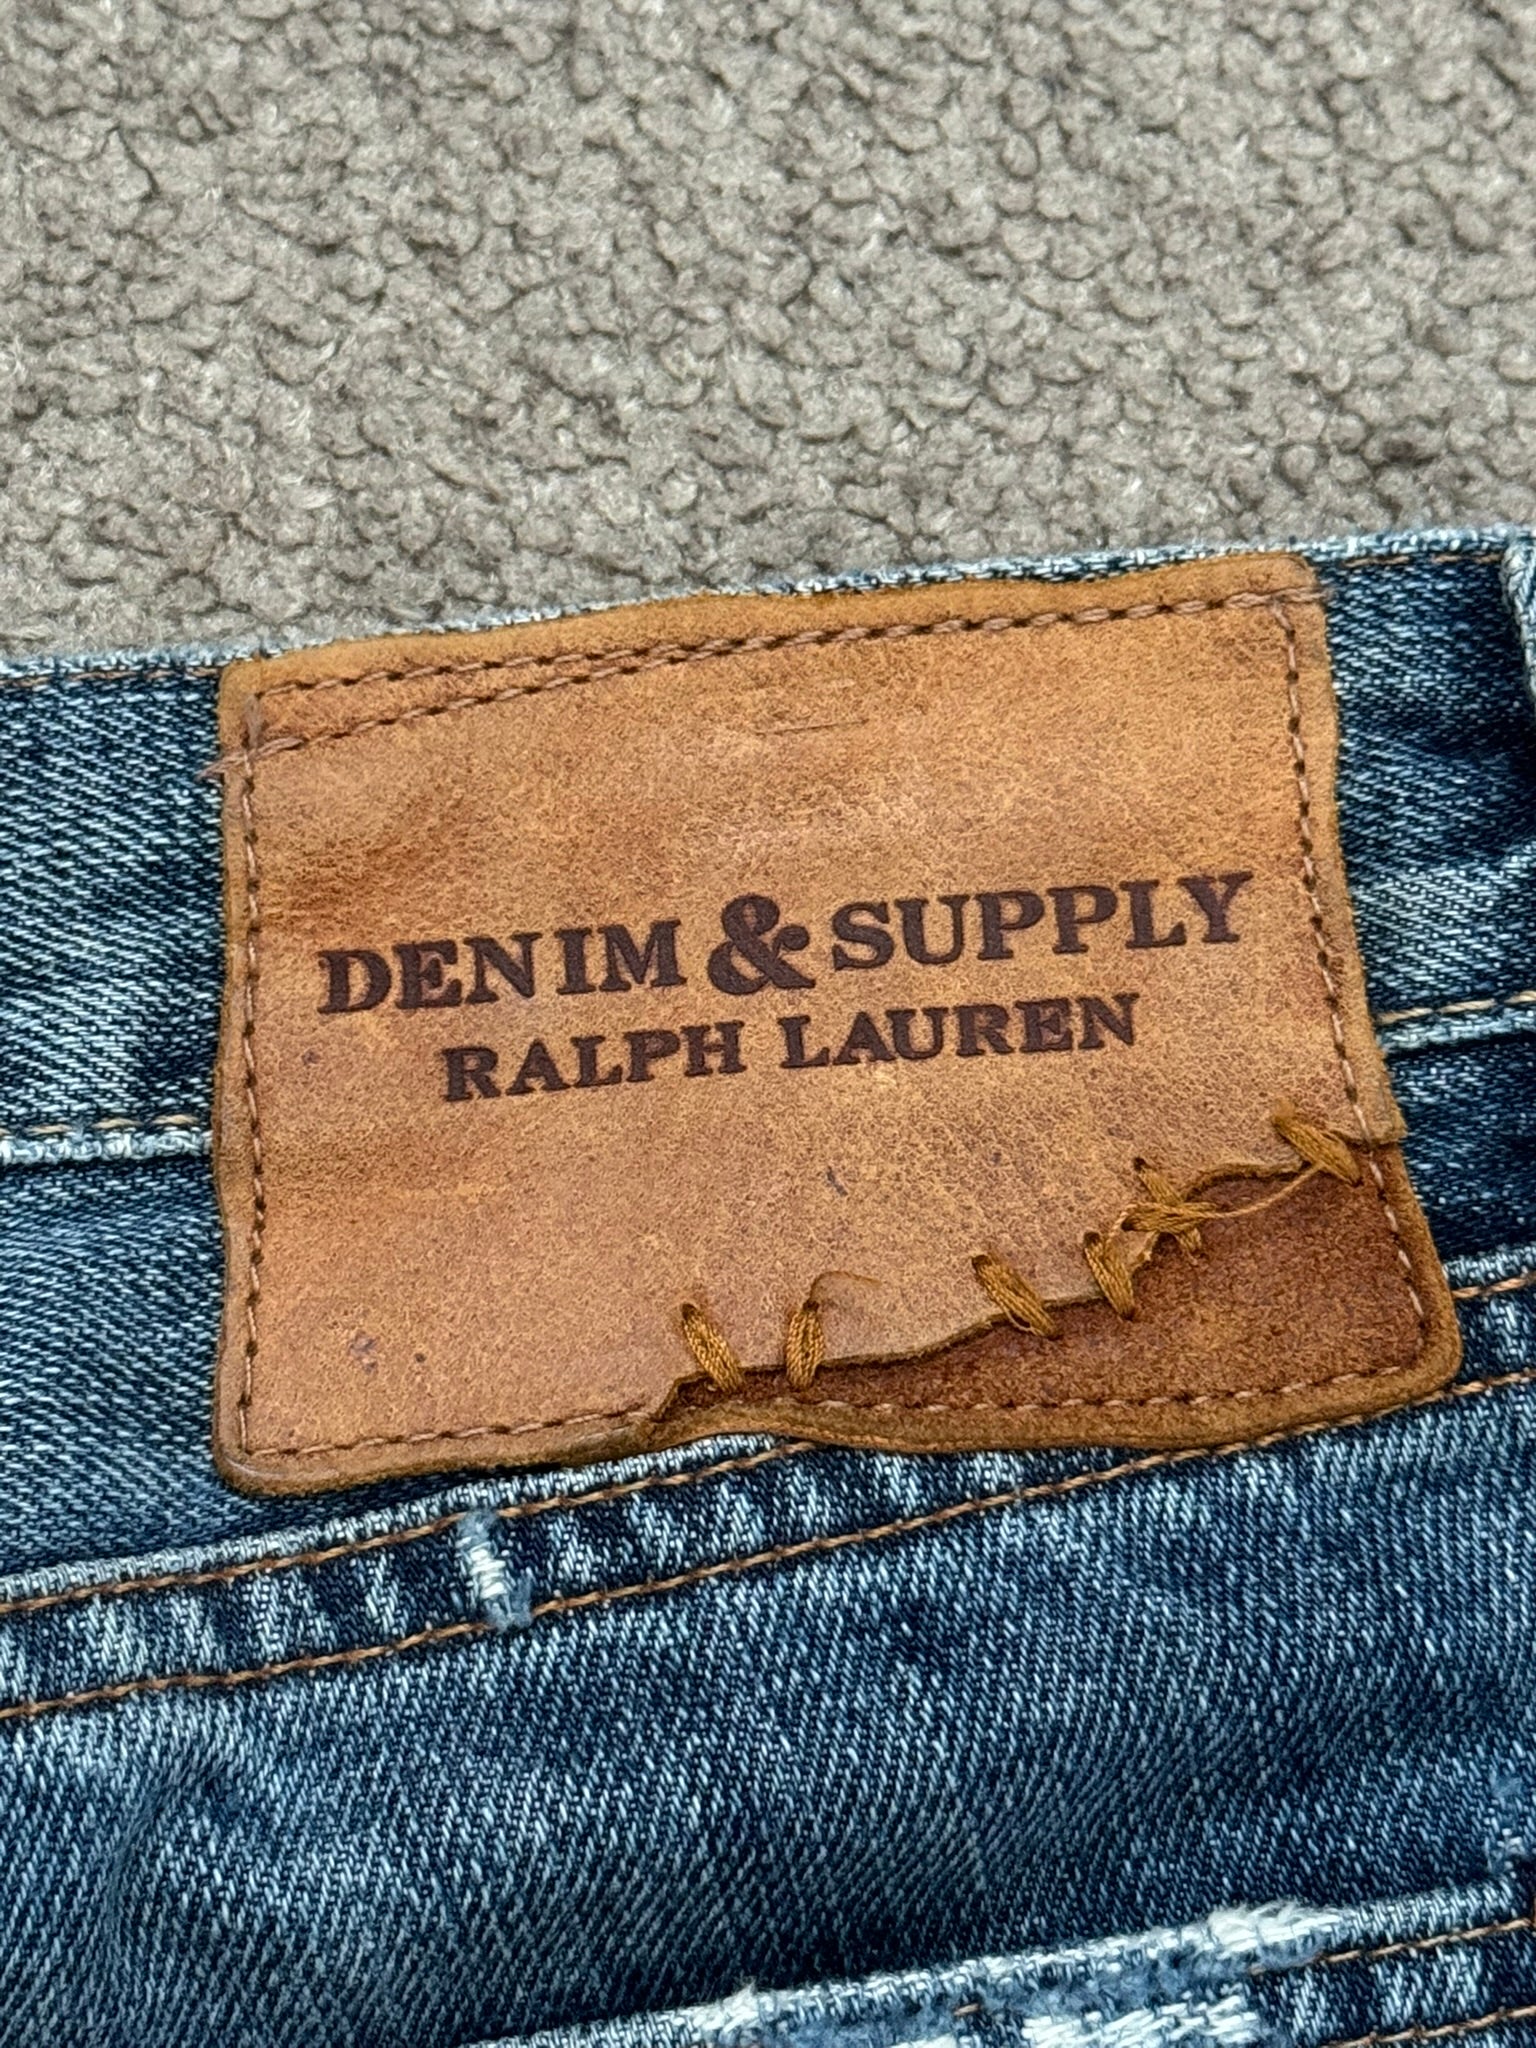 DENIM & SUPPLY
RALPH LAUREN